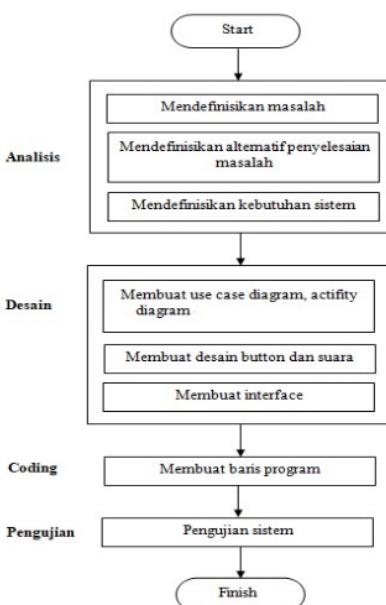 Start
Analisis
Mendefinisikan masalah
Mendefinisikan alternatif penyelesaian
masalah
Mendefinisikan kebutuhan sistem
Desain
Membuat use case diagram, actifity
diagram
Membuat desain button dan suara
Membuat interface
Coding
Membuat baris program
Pengujian
Pengujian sistem
Finish